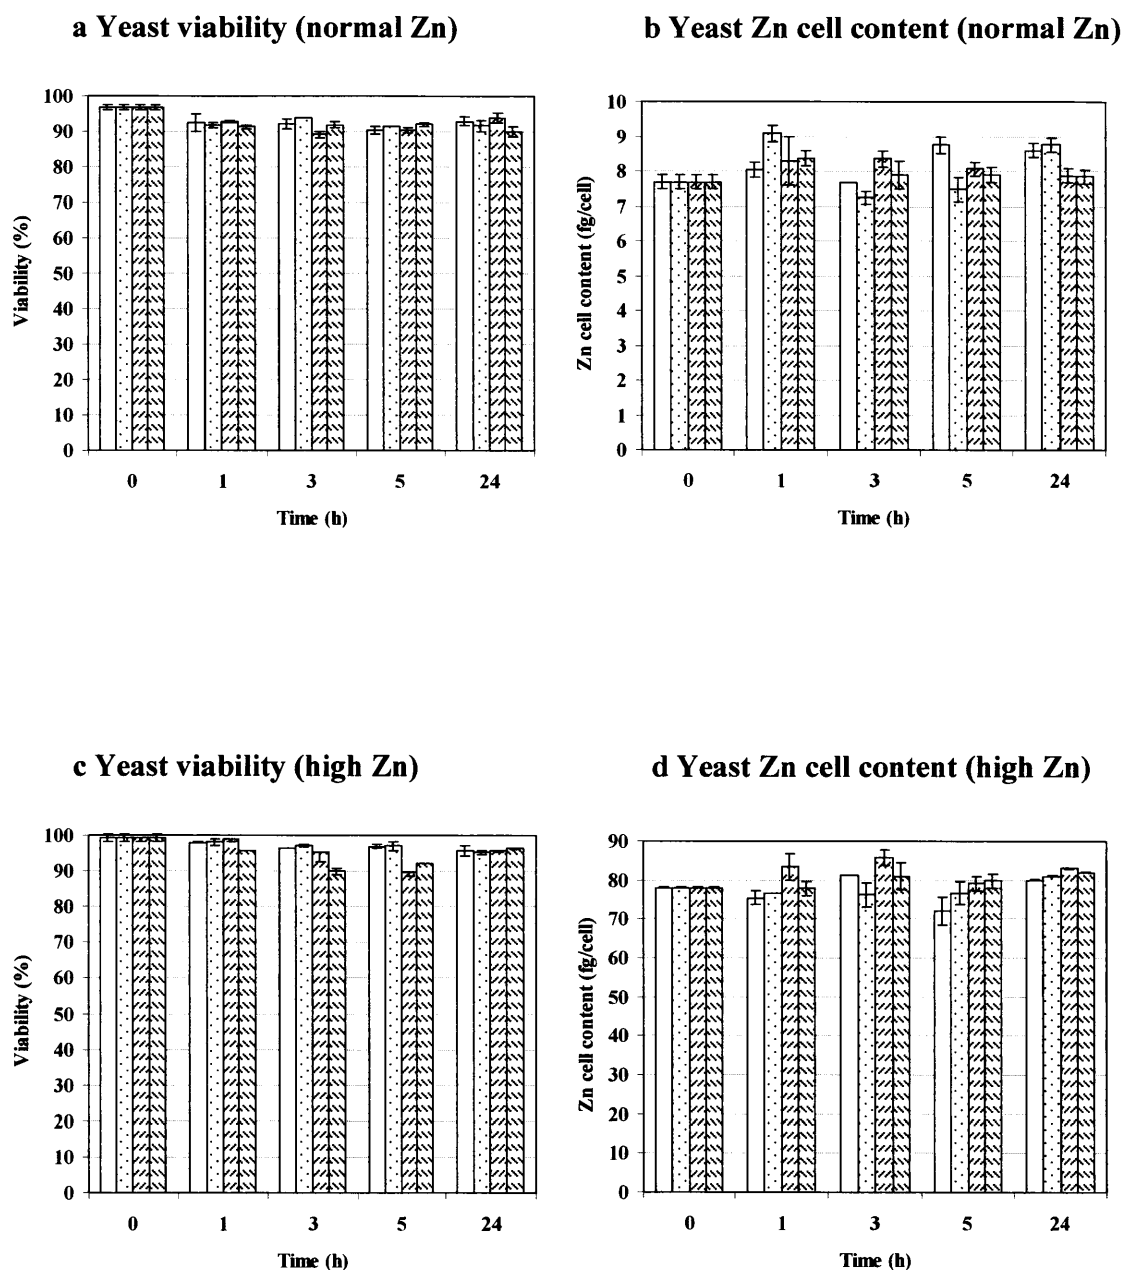 a Yeast viability (normal Zn)
b Yeast Zn cell content (normal Zn)
Viability (%)
100
90
80
70
60
50
40
30
20
10
0
0 1 3 5 24
Time (h)
Zn cell content (fg/cell)
10
9
8
7
6
5
4
3
2
1
0
0 1 3 5 24
Time (h)
c Yeast viability (high Zn)
d Yeast Zn cell content (high Zn)
Viability (%)
100
90
80
70
60
50
40
30
20
10
0
0 1 3 5 24
Time (h)
Zn cell content (fg/cell)
90
80
70
60
50
40
30
20
10
0
0 1 3 5 24
Time (h)